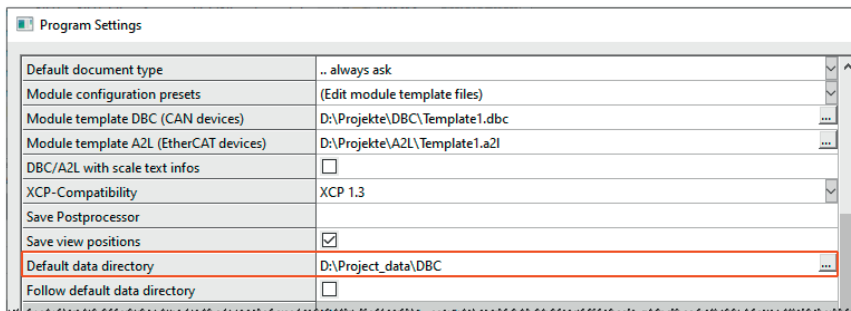 Program Settings
Default document type .. always ask
Module configuration presets (Edit module template files)
Module template DBC (CAN devices) D:\Projekte\DBC\Template1.dbc ...
Module template A2L (EtherCAT devices) D:\Projekte\A2L\Template1.a2l ...
DBC/A2L with scale text infos
XCP-Compatibility XCP 1.3
Save Postprocessor
Save view positions
Default data directory D:\Project_data\DBC ...
Follow default data directory